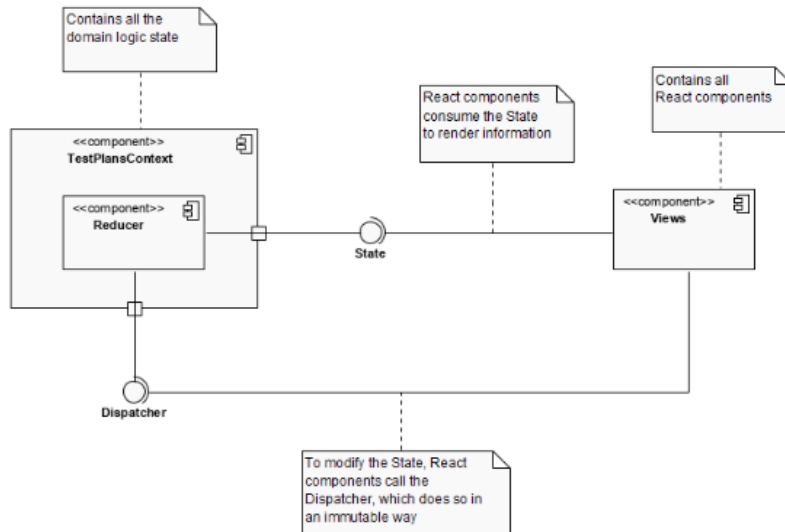 Contains all the
domain logic state
<<component>>
TestPlansContext
<<component>>
Reducer
React components
consume the State
to render information
Contains all
React components
<<component>>
Views
State
Dispatcher
To modify the State, React
components call the
Dispatcher, which does so in
an immutable way